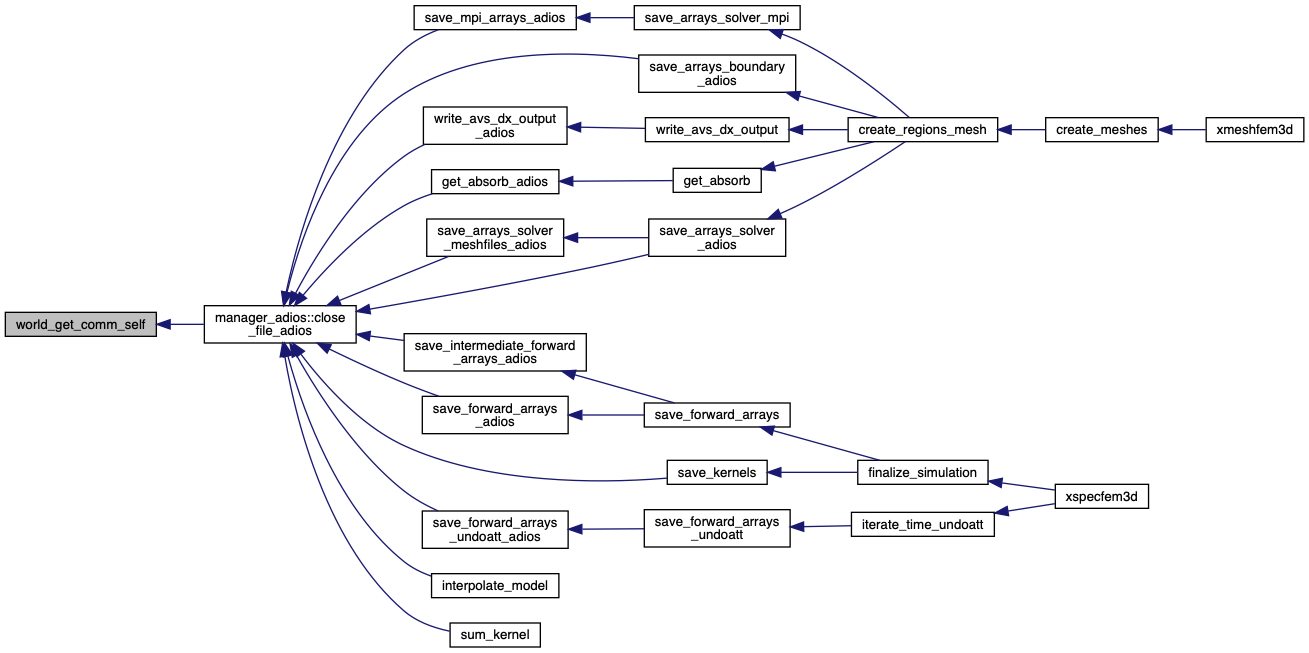 save_mpi_arrays_adios
save_arrays_solver_mpi
save_arrays_boundary
_adios
write_avs_dx_output
_adios
write_avs_dx_output
create_regions_mesh
create_meshes
xmeshfem3d
get_absorb_adios
get_absorb
save_arrays_solver
_meshfiles_adios
save_arrays_solver
_adios
world_get_comm_self
manager_adios::close
_file_adios
save_intermediate_forward
_arrays_adios
save_forward_arrays
_adios
save_forward_arrays
save_kernels
finalize_simulation
xspecfem3d
save_forward_arrays
_undoatt_adios
save_forward_arrays
_undoatt
iterate_time_undoatt
interpolate_model
sum_kernel